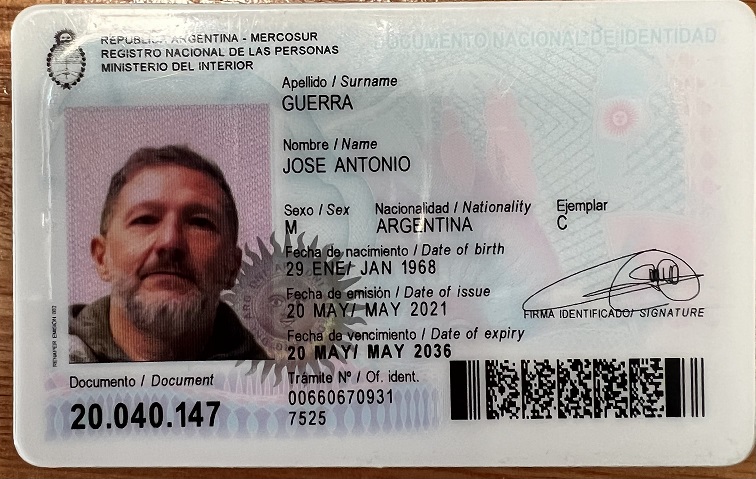 REPUBLICA ARGENTINA - MERCOSUR
REGISTRO NACIONAL DE LAS PERSONAS
MINISTERIO DEL INTERIOR
DOCUMENTO NACIONAL DE IDENTIDAD
Apellido / Surname
GUERRA
Nombre / Name
JOSE ANTONIO
Sexo / Sex Nacionalidad / Nationality Ejemplar
M ARGENTINA C
Fecha de nacimiento / Date of birth
29 ENE/ JAN 1968
Fecha de emisión / Date of issue
20 MAY/ MAY 2021
FIRMA IDENTIFICADO/ SIGNATURE
Fecha de vencimiento / Date of expiry
20 MAY/ MAY 2036
Documento / Document
20.040.147
Trámite Nº / Of. ident.
00660670931
7525